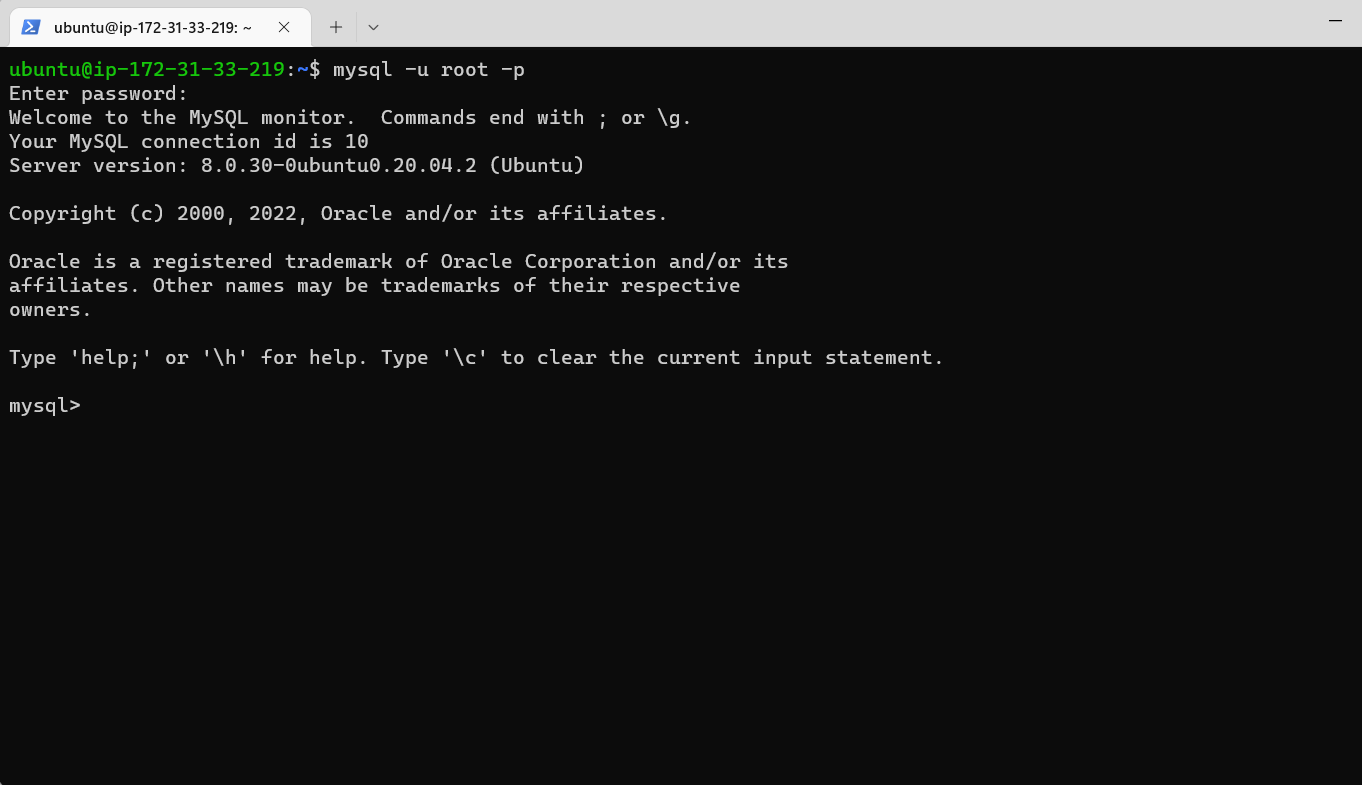 ubuntu@ip-172-31-33-219: ~
ubuntu@ip-172-31-33-219:~$ mysql -u root -p
Enter password:
Welcome to the MySQL monitor.  Commands end with ; or \g.
Your MySQL connection id is 10
Server version: 8.0.30-0ubuntu0.20.04.2 (Ubuntu)
Copyright (c) 2000, 2022, Oracle and/or its affiliates.
Oracle is a registered trademark of Oracle Corporation and/or its
affiliates. Other names may be trademarks of their respective
owners.
Type 'help;' or '\h' for help. Type '\c' to clear the current input statement.
mysql>